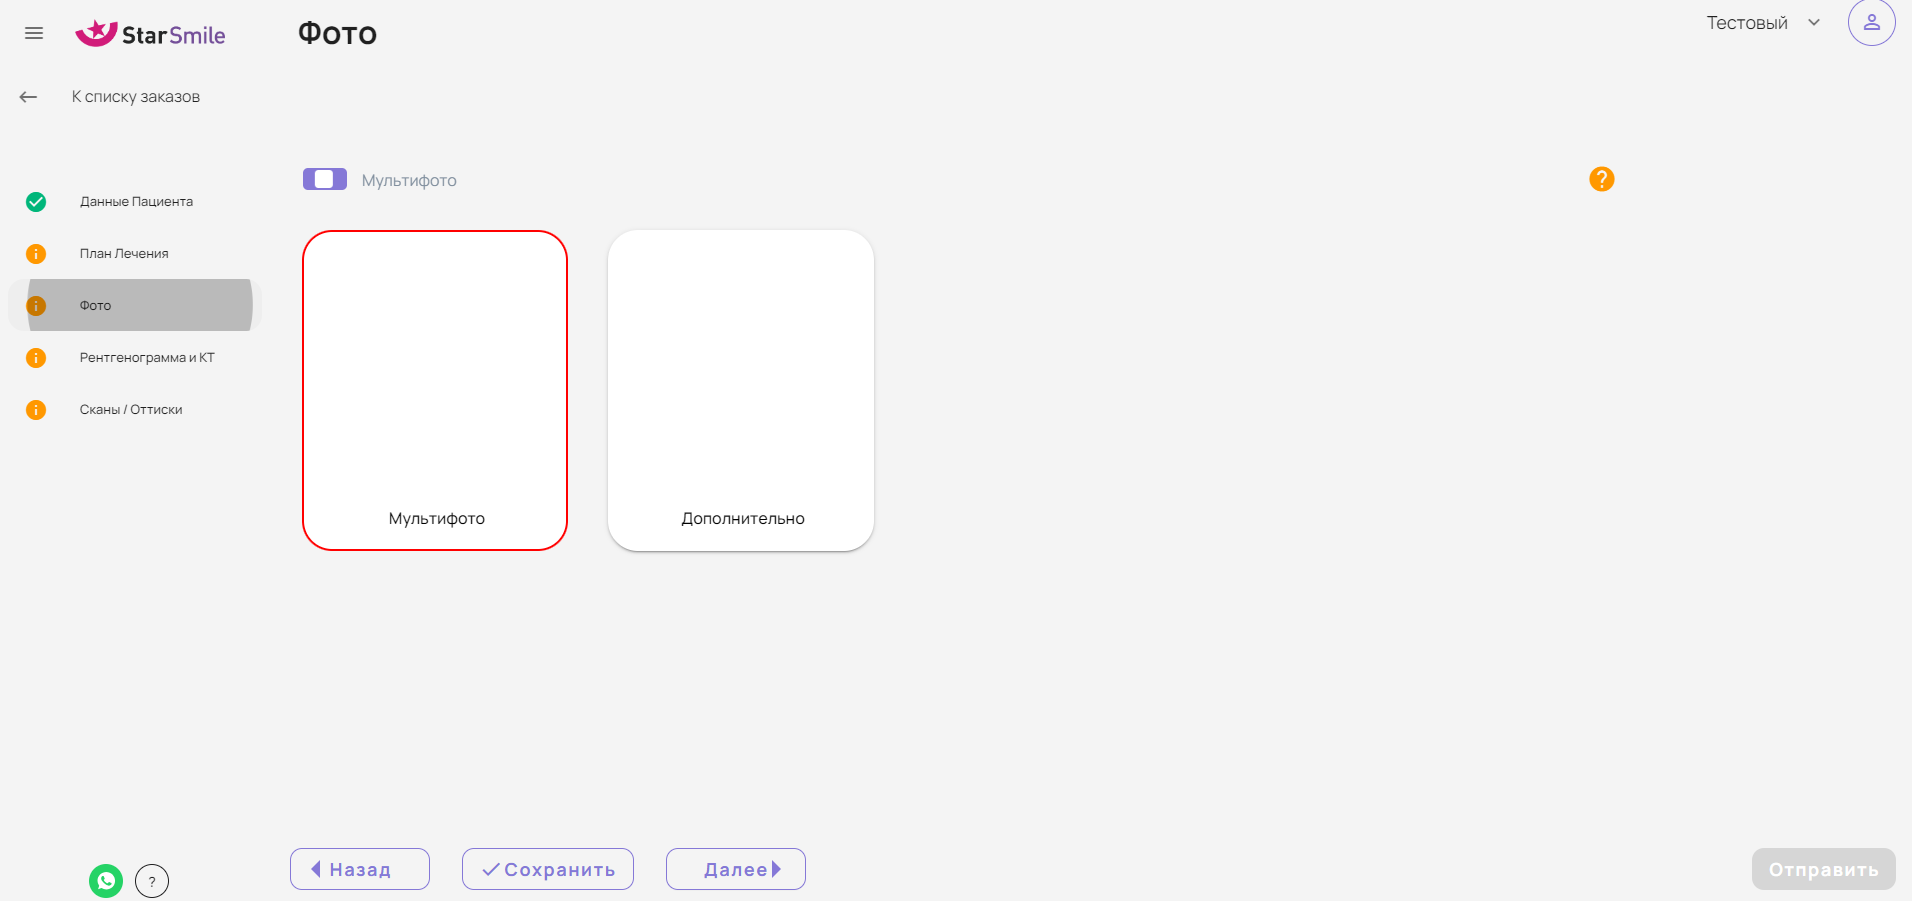 StarSmile
Фото
Тестовый
К списку заказов
Мультифото
?
Данные Пациента
План Лечения
Фото
Рентгенограмма и КТ
Сканы / Оттиски
Мультифото
Дополнительно
Назад
Сохранить
Далее
Отправить
?